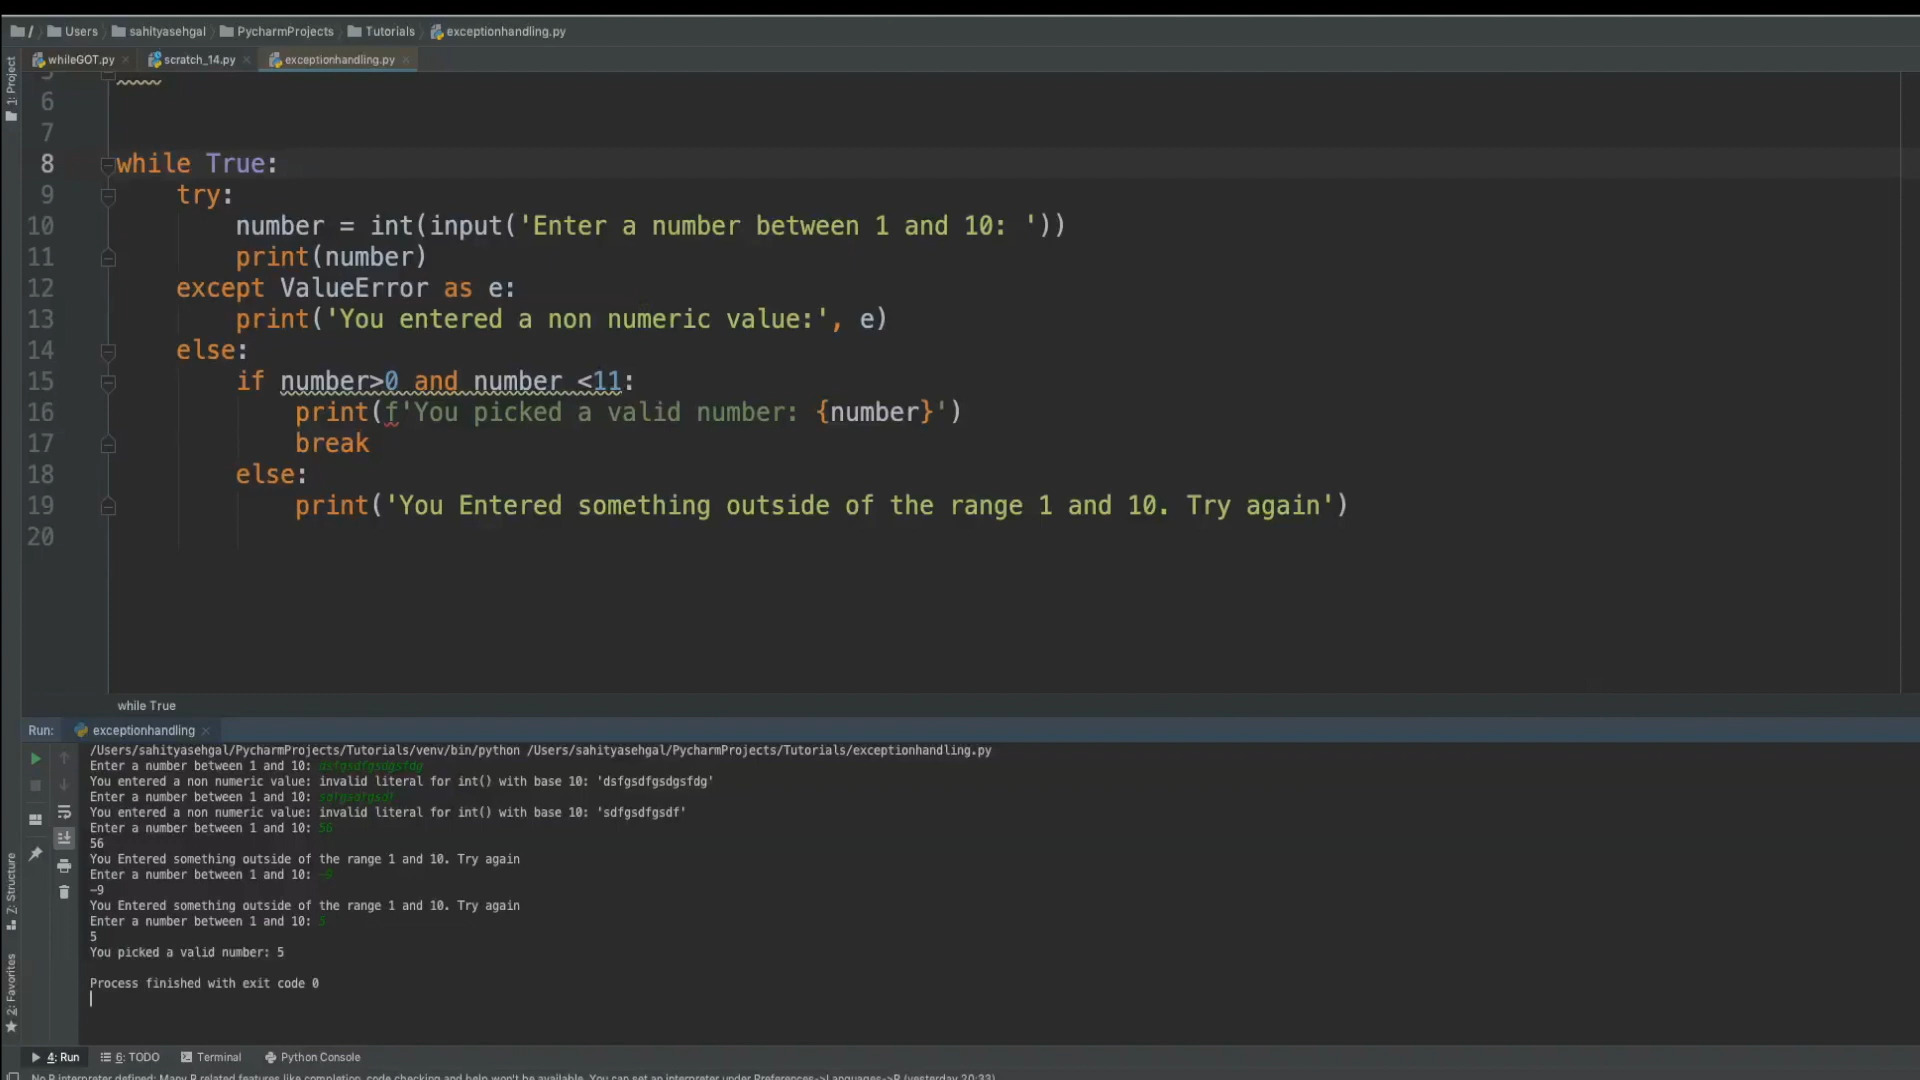 / Users sahityasehgal PycharmProjects Tutorials exceptionhandling.py
whileGOT.py scratch_14.py exceptionhandling.py
1: Project
5
6
7
8 while True:
9 try:
10 number = int(input('Enter a number between 1 and 10: '))
11 print(number)
12 except ValueError as e:
13 print('You entered a non numeric value:', e)
14 else:
15 if number>0 and number <11:
16 print(f'You picked a valid number: {number}')
17 break
18 else:
19 print('You Entered something outside of the range 1 and 10. Try again')
20
while True
Run: exceptionhandling
/Users/sahityasehgal/PycharmProjects/Tutorials/venv/bin/python /Users/sahityasehgal/PycharmProjects/Tutorials/exceptionhandling.py
Enter a number between 1 and 10: dsfgsdfgsdgsfdg
You entered a non numeric value: invalid literal for int() with base 10: 'dsfgsdfgsdgsfdg'
Enter a number between 1 and 10: sdfgsdfgsdf
You entered a non numeric value: invalid literal for int() with base 10: 'sdfgsdfgsdf'
Enter a number between 1 and 10: 56
56
You Entered something outside of the range 1 and 10. Try again
Enter a number between 1 and 10: -9
-9
You Entered something outside of the range 1 and 10. Try again
Enter a number between 1 and 10: 5
5
You picked a valid number: 5
Process finished with exit code 0
Z: Structure
2: Favorites
4: Run 6: TODO Terminal Python Console
No R interpreter defined: Many R related features like completion, code checking and help won't be available. You can set an interpreter under Preferences->Languages->R (yesterday 20:33)